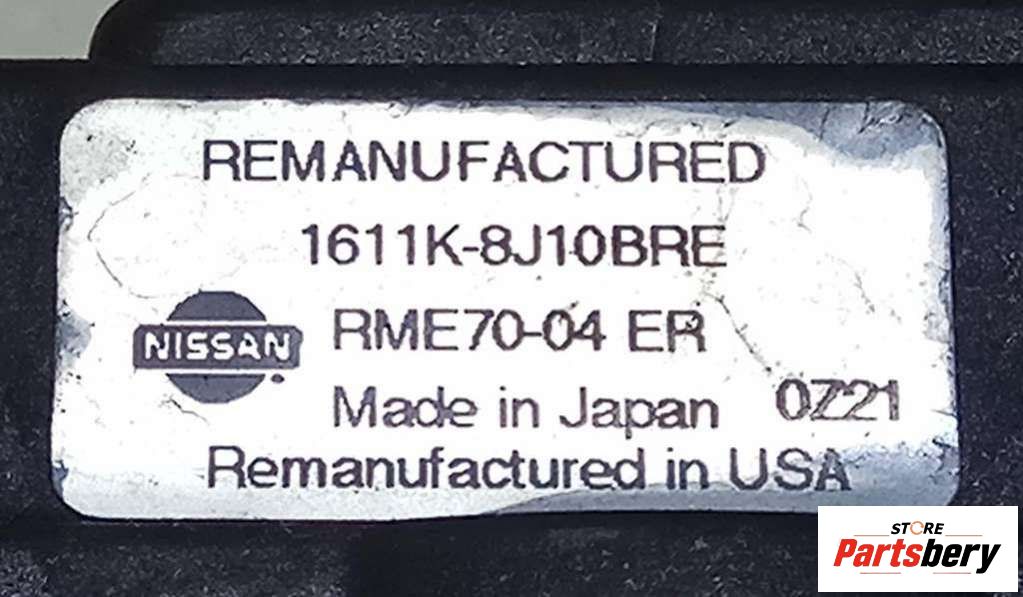 REMANUFACTURED
1611K-8J10BRE
NISSAN
RME70-04 ER
Made in Japan 0Z21
Remanufactured in USA
STORE
Partsbery